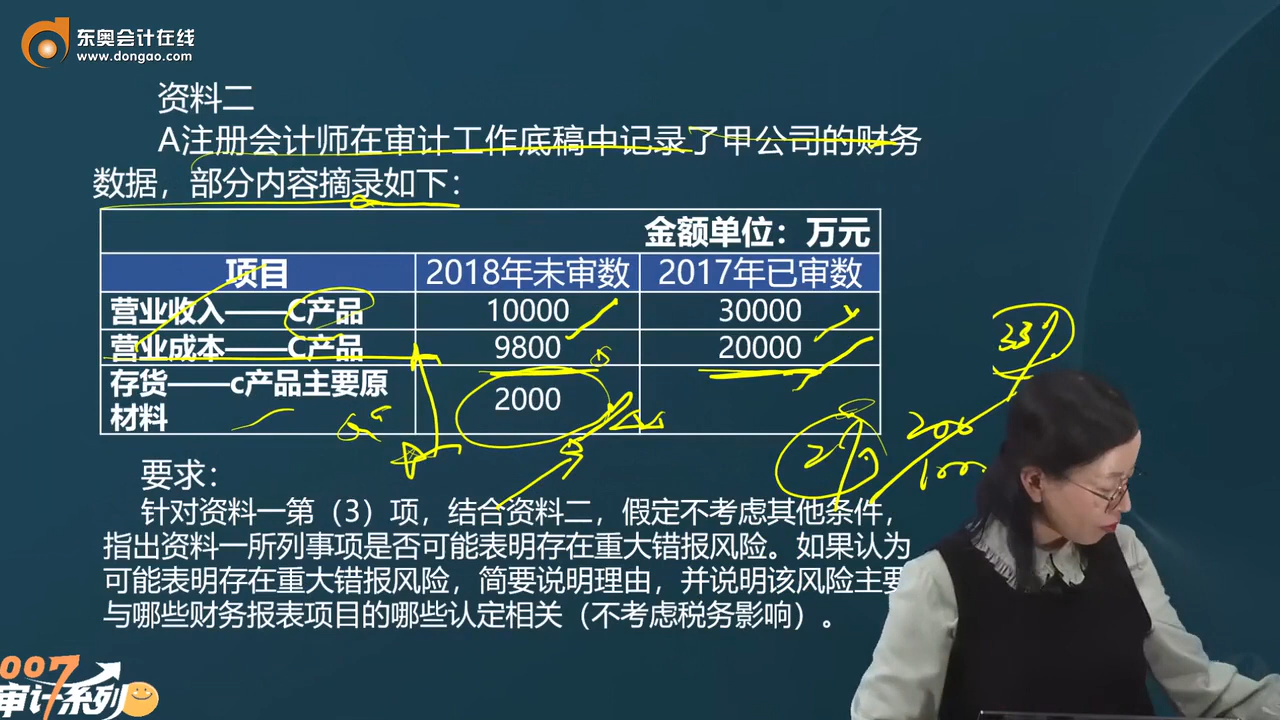 东奥会计在线
www.dongao.com
资料二
A注册会计师在审计工作底稿中记录了甲公司的财务
数据，部分内容摘录如下：
金额单位：万元
项目 2018年未审数 2017年已审数
营业收入——C产品 10000 30000
营业成本——C产品 9800 20000
存货——c产品主要原
材料 2000
33%
2%
200
1000
要求：
针对资料一第（3）项，结合资料二，假定不考虑其他条件，
指出资料一所列事项是否可能表明存在重大错报风险。如果认为
可能表明存在重大错报风险，简要说明理由，并说明该风险主要
与哪些财务报表项目的哪些认定相关（不考虑税务影响）。
007
审计系列